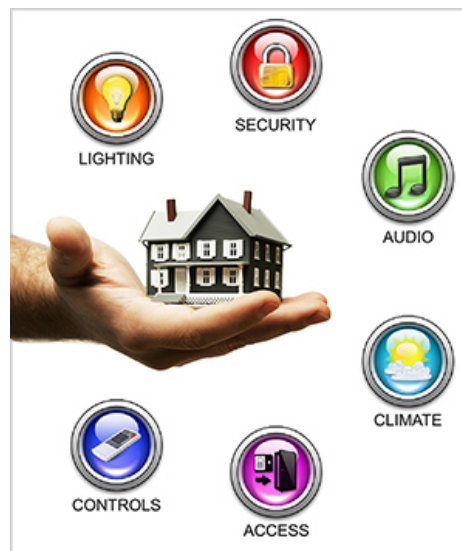 LIGHTING
SECURITY
AUDIO
CLIMATE
CONTROLS
ACCESS